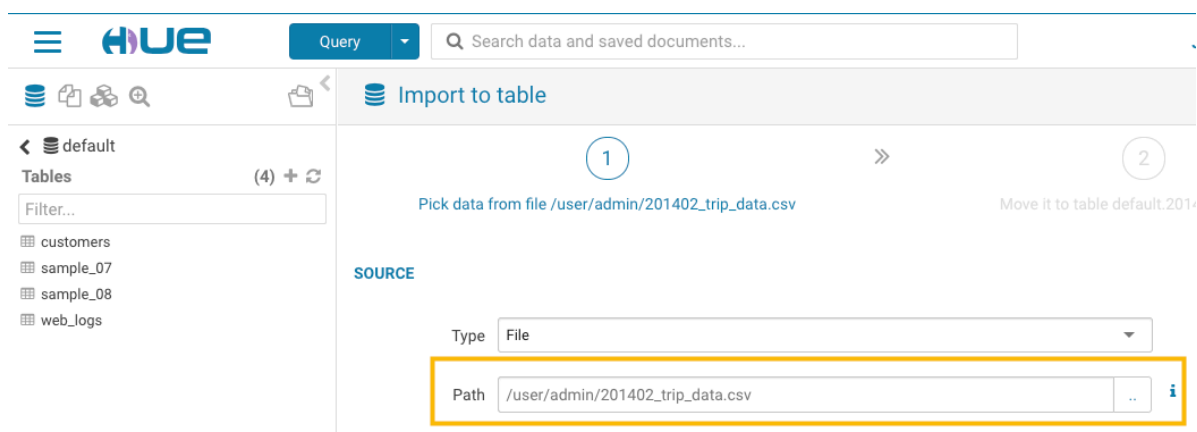 HUE
Query
Search data and saved documents...
Import to table
default
Tables (4)
Filter...
customers
sample_07
sample_08
web_logs
1
2
Pick data from file /user/admin/201402_trip_data.csv
Move it to table default.2014
SOURCE
Type File
Path /user/admin/201402_trip_data.csv ..